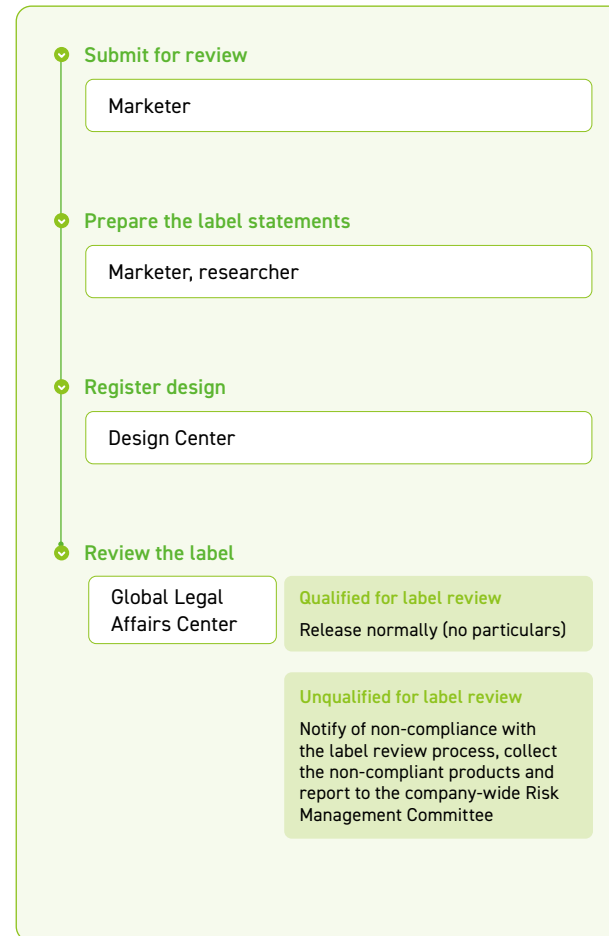 Submit for review
Marketer
Prepare the label statements
Marketer, researcher
Register design
Design Center
Review the label
Global Legal
Affairs Center
Qualified for label review
Release normally (no particulars)
Unqualified for label review
Notify of non-compliance with
the label review process, collect
the non-compliant products and
report to the company-wide Risk
Management Committee